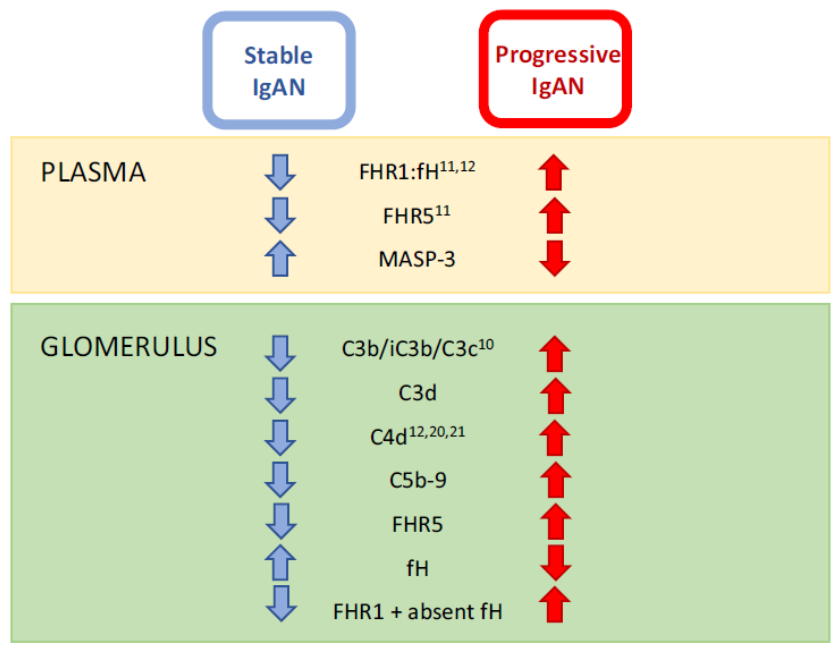 Stable
IgAN
Progressive
IgAN
PLASMA
FHR1:fH11,12
FHR511
MASP-3
GLOMERULUS
C3b/iC3b/C3c10
C3d
C4d12,20,21
C5b-9
FHR5
fH
FHR1 + absent fH